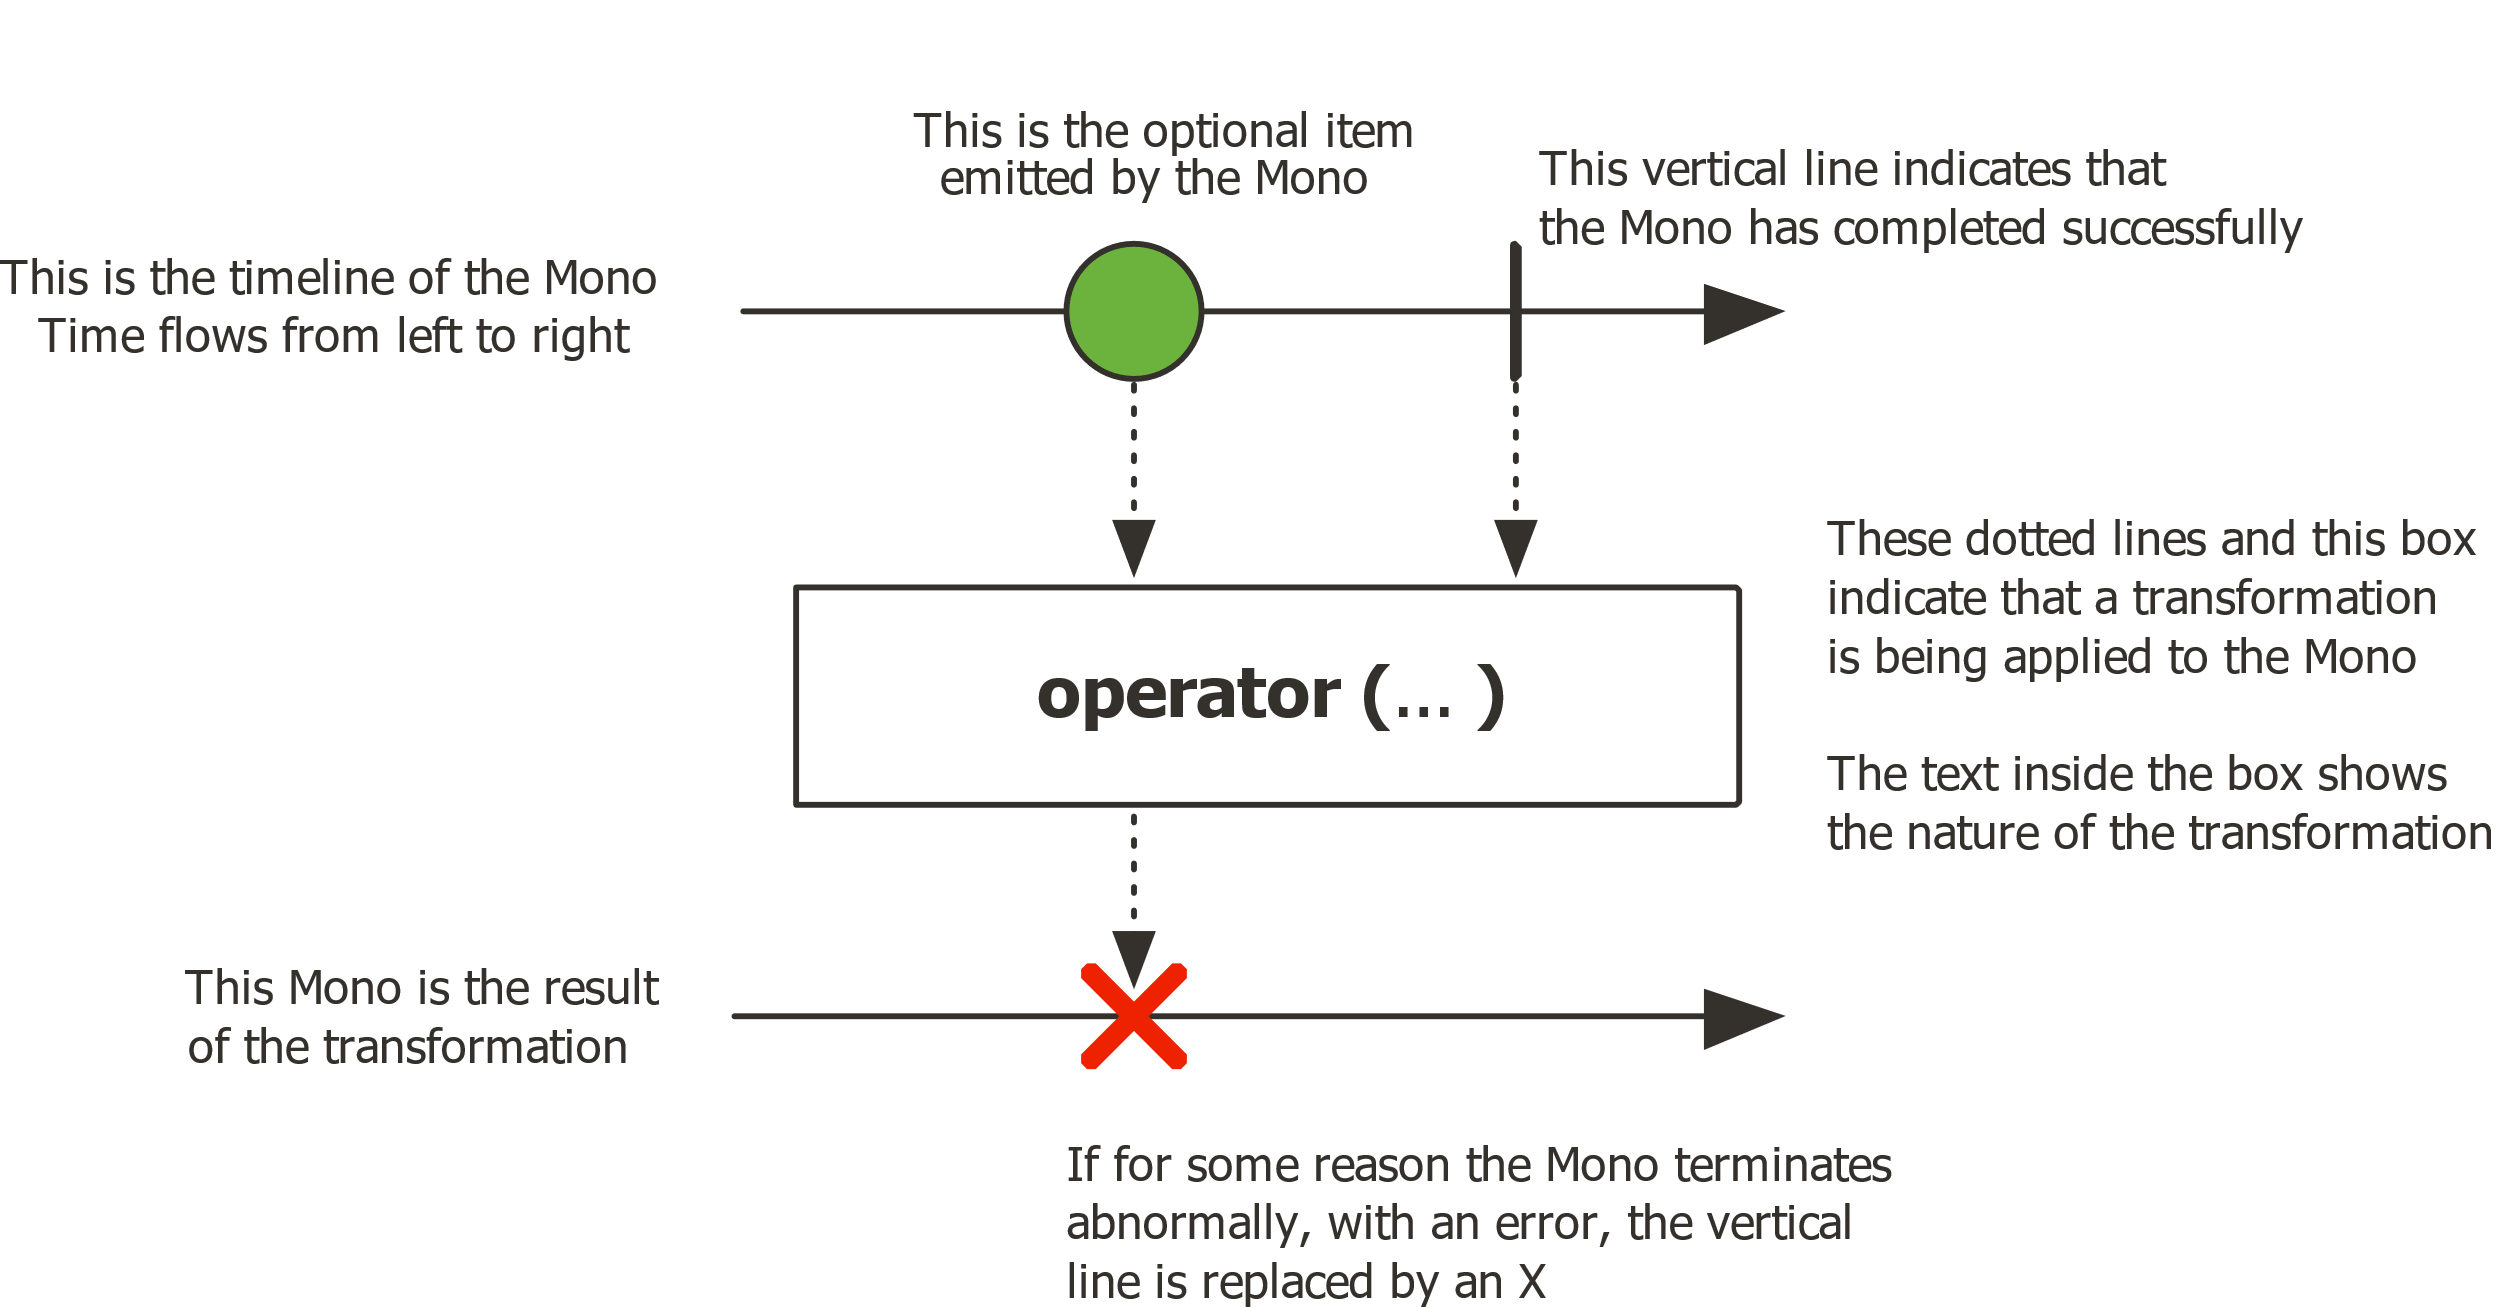 This is the optional item
emitted by the Mono
This vertical line indicates that
the Mono has completed successfully
This is the timeline of the Mono
Time flows from left to right
These dotted lines and this box
indicate that a transformation
is being applied to the Mono
operator (... )
The text inside the box shows
the nature of the transformation
This Mono is the result
of the transformation
If for some reason the Mono terminates
abnormally, with an error, the vertical
line is replaced by an X